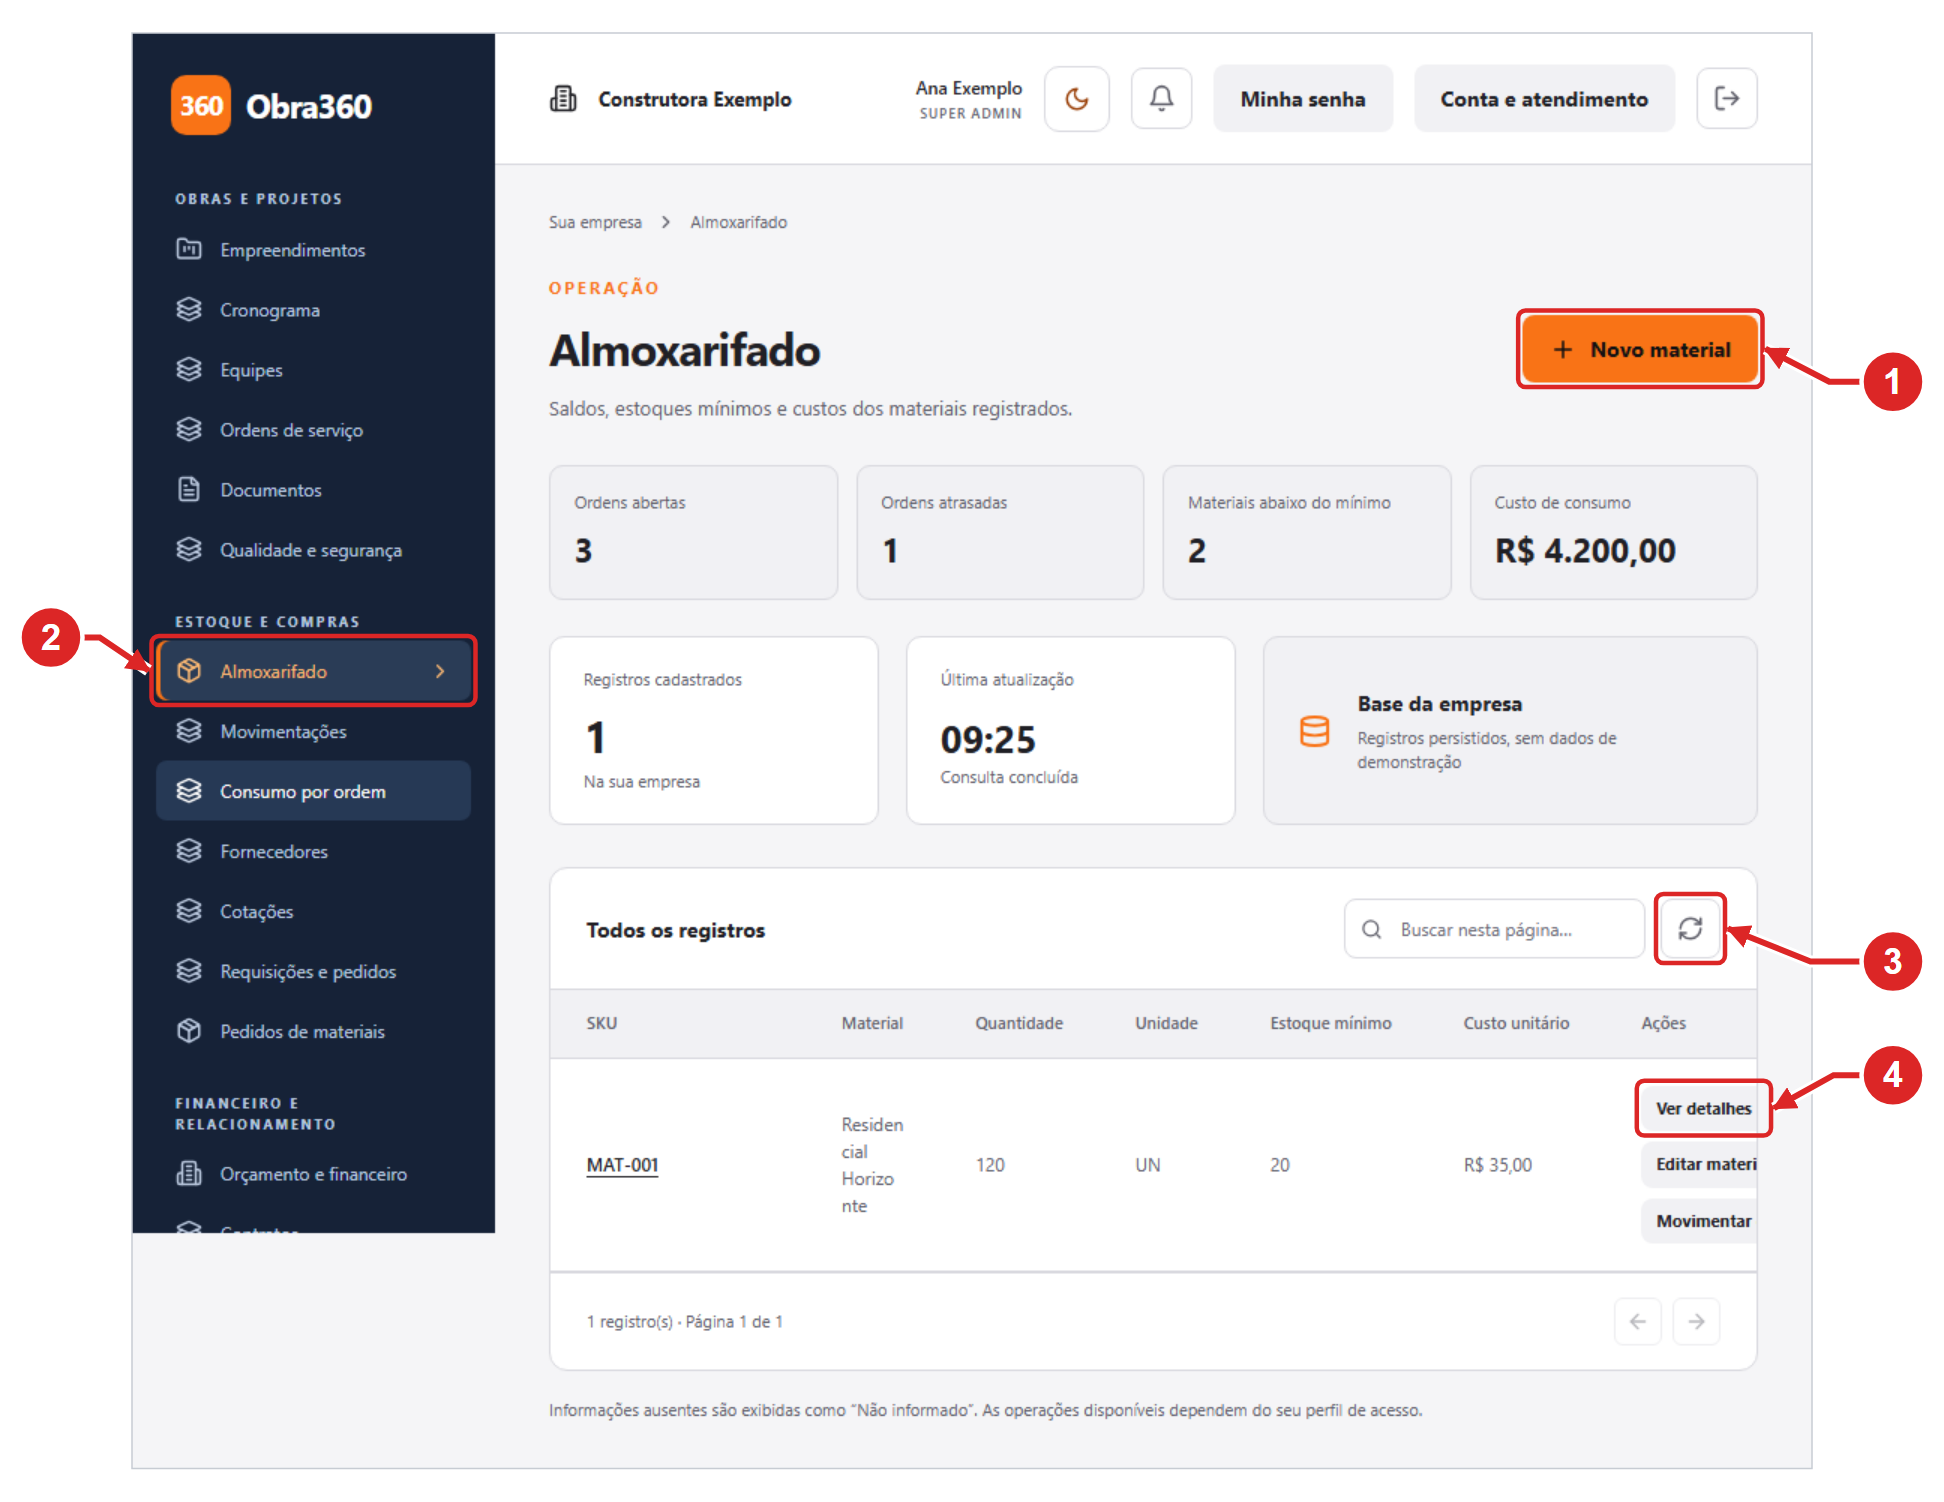 360 Obra360
OBRAS E PROJETOS
Empreendimentos
Cronograma
Equipes
Ordens de serviço
Documentos
Qualidade e segurança
ESTOQUE E COMPRAS
2
Almoxarifado
Movimentações
Consumo por ordem
Fornecedores
Cotações
Requisições e pedidos
Pedidos de materiais
FINANCEIRO E
RELACIONAMENTO
Orçamento e financeiro
Construtora Exemplo
Ana Exemplo
SUPER ADMIN
Minha senha
Conta e atendimento
Sua empresa > Almoxarifado
OPERAÇÃO
Almoxarifado
Saldos, estoques mínimos e custos dos materiais registrados.
+ Novo material
1
Ordens abertas
3
Ordens atrasadas
1
Materiais abaixo do mínimo
2
Custo de consumo
R$ 4.200,00
Registros cadastrados
1
Na sua empresa
Última atualização
09:25
Consulta concluída
Base da empresa
Registros persistidos, sem dados de
demonstração
Todos os registros
Buscar nesta página...
3
SKU Material Quantidade Unidade Estoque mínimo Custo unitário Ações
MAT-001
Residen
cial
Horizo
nte
120
UN
20
R$ 35,00
Ver detalhes
4
Editar materi
Movimentar
1 registro(s) · Página 1 de 1
Informações ausentes são exibidas como “Não informado”. As operações disponíveis dependem do seu perfil de acesso.